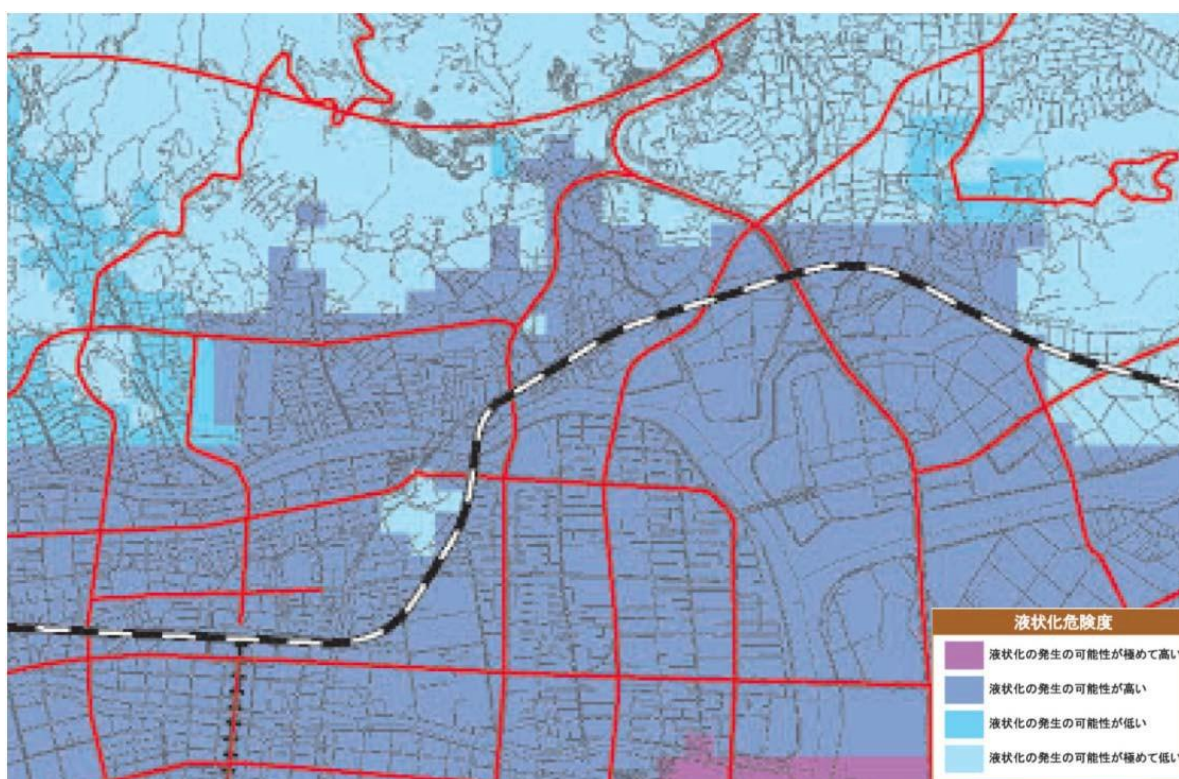 液状化危険度
液状化の発生の可能性が極めて高い
液状化の発生の可能性が高い
液状化の発生の可能性が低い
液状化の発生の可能性が極めて低い